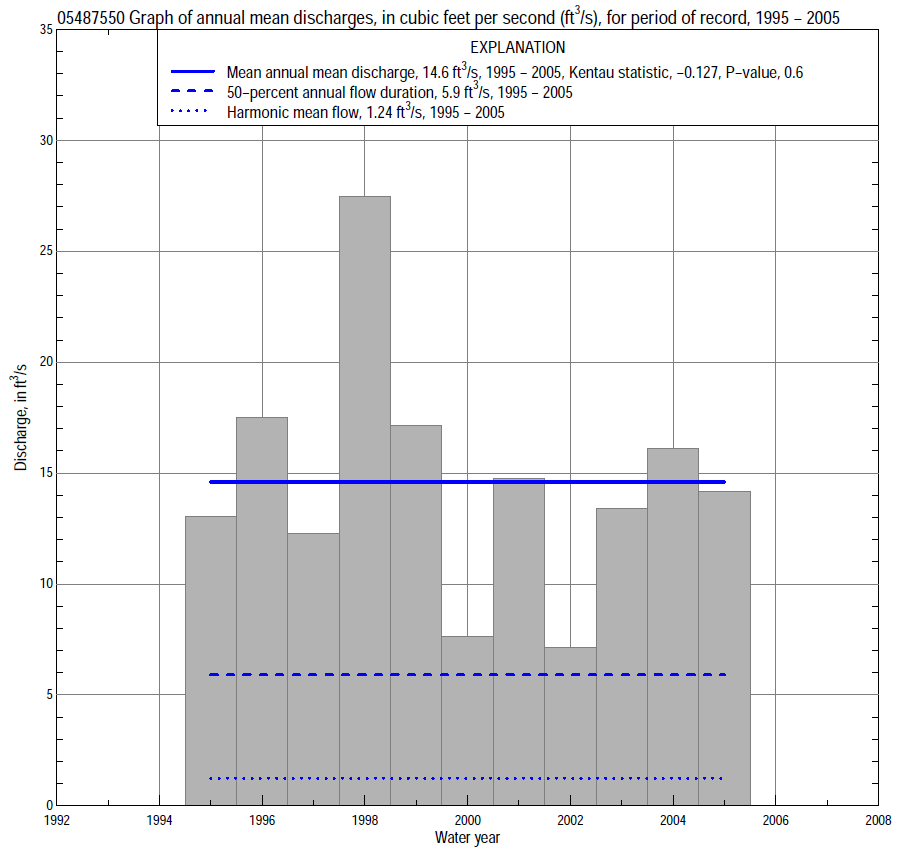 05487550 Graph of annual mean discharges, in cubic feet per second (ft³/s), for period of record, 1995 – 2005
EXPLANATION
Mean annual mean discharge, 14.6 ft³/s, 1995 – 2005, Kentau statistic, –0.127, P–value, 0.6
50–percent annual flow duration, 5.9 ft³/s, 1995 – 2005
Harmonic mean flow, 1.24 ft³/s, 1995 – 2005
35
30
25
20
15
10
5
0
Discharge, in ft³/s
1992 1994 1996 1998 2000 2002 2004 2006 2008
Water year